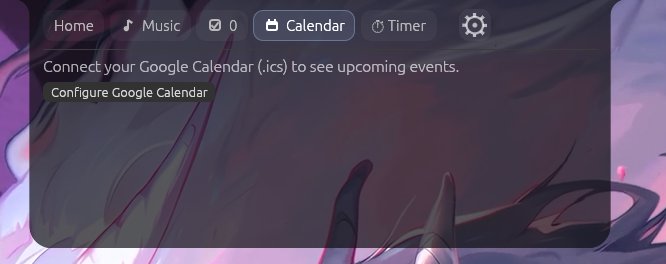 Home Music 0 Calendar Timer
Connect your Google Calendar (.ics) to see upcoming events.
Configure Google Calendar